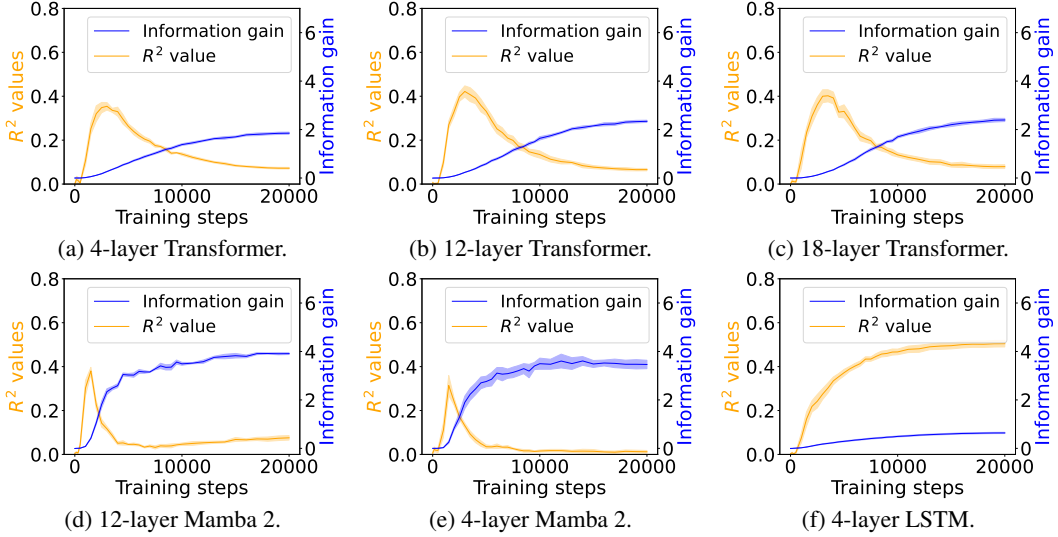 0.8
0.6
0.4
0.2
0.0
R² values
Information gain
R² value
6
4
2
0
Information gain
0
10000
20000
Training steps
(a) 4-layer Transformer.
0.8
0.6
0.4
0.2
0.0
R² values
Information gain
R² value
6
4
2
0
Information gain
0
10000
20000
Training steps
(b) 12-layer Transformer.
0.8
0.6
0.4
0.2
0.0
R² values
Information gain
R² value
6
4
2
0
Information gain
0
10000
20000
Training steps
(c) 18-layer Transformer.
0.8
0.6
0.4
0.2
0.0
R² values
Information gain
R² value
6
4
2
0
Information gain
0
10000
20000
Training steps
(d) 12-layer Mamba 2.
0.8
0.6
0.4
0.2
0.0
R² values
Information gain
R² value
6
4
2
0
Information gain
0
10000
20000
Training steps
(e) 4-layer Mamba 2.
0.8
0.6
0.4
0.2
0.0
R² values
Information gain
R² value
6
4
2
0
Information gain
0
10000
20000
Training steps
(f) 4-layer LSTM.